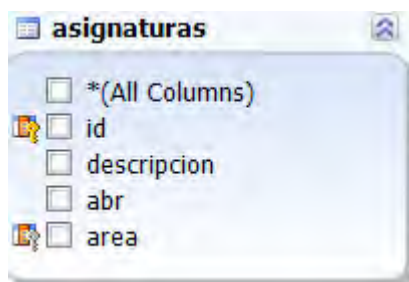 asignaturas
*(All Columns)
id
descripcion
abr
area